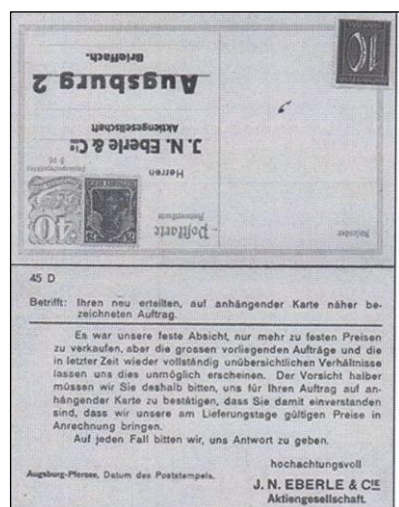 Postkarte
Antwortkarte
40
10
Herren
J. N. Eberle & Cie
Aktiengesellschaft
Augsburg 2
Brieffach.
45 D
Betrifft: Ihren neu erteilten, auf anhängender Karte näher be-
zeichneten Auftrag.
Es war unsere feste Absicht, nur mehr zu festen Preisen
zu verkaufen, aber die grossen vorliegenden Aufträge und die
in letzter Zeit wieder vollständig unübersichtlichen Verhältnisse
lassen uns dies unmöglich erscheinen. Der Vorsicht halber
müssen wir Sie deshalb bitten, uns für Ihren Auftrag auf an-
hängender Karte zu bestätigen, dass Sie damit einverstanden
sind, dass wir unsere am Lieferungstage gültigen Preise in
Anrechnung bringen.
Auf jeden Fall bitten wir, uns Antwort zu geben.
hochachtungsvoll
Augsburg-Pfersee, Datum des Poststempels.
J. N. EBERLE & CIE
Aktiengesellschaft.